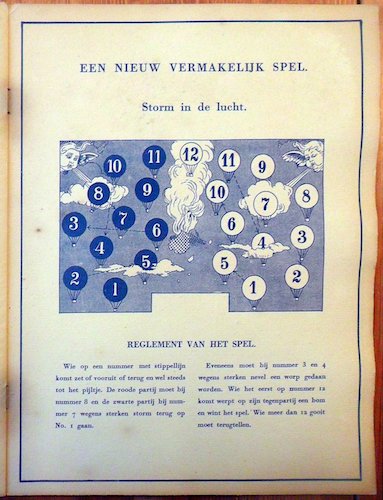 EEN NIEUW VERMAKELIJK SPEL.
Storm in de lucht.
10 11 12 11 9
8 9 10 7 8
3 7 6 4 3
4 5 5 2
2 1 1
REGLEMENT VAN HET SPEL.
Wie op een nummer met stippellijn
komt zet of vooruit of terug en wel steeds
tot het pijltje. De roode partij moet bij
nummer 8 en de zwarte partij bij num-
mer 7 wegens sterken storm terug op
No. 1 gaan.
Eveneens moet bij nummer 3 en 4
wegens sterken nevel een worp gedaan
worden. Wie het eerst op nummer 12
komt werpt op zijn tegenpartij een bom
en wint het spel. Wie meer dan 12 gooit
moet terugtellen.